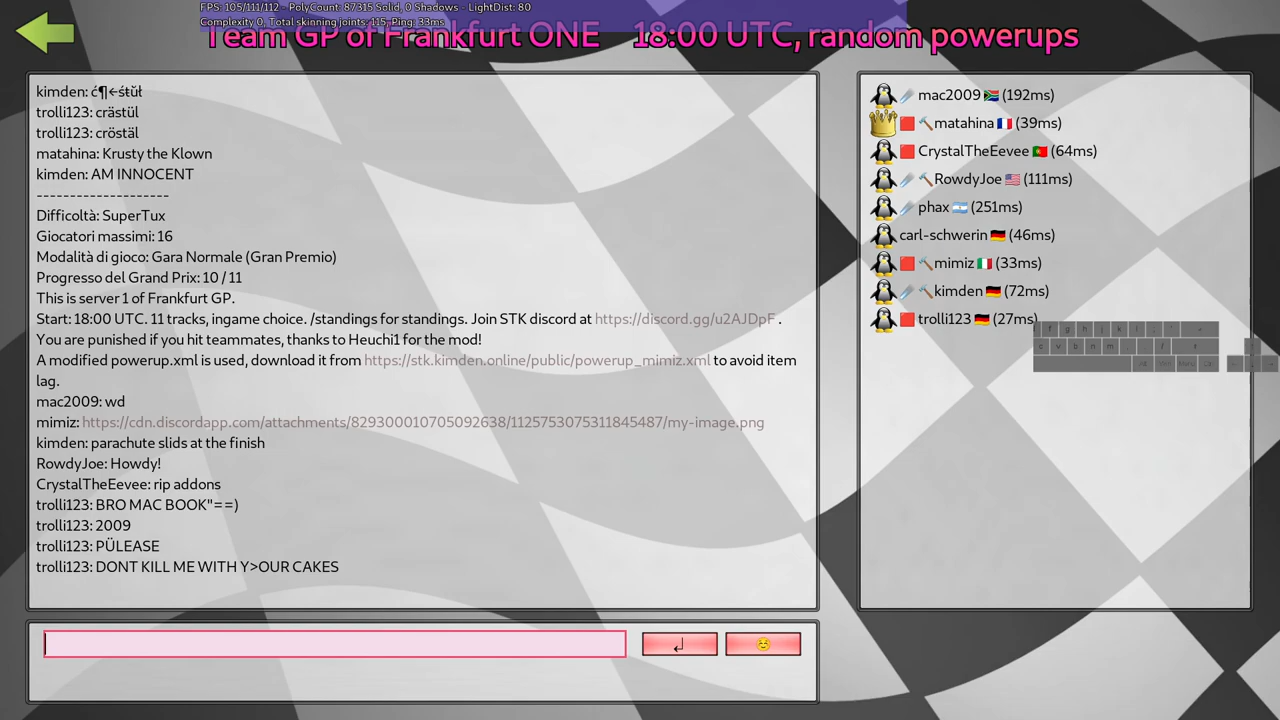 FPS: 105/111/112 - PolyCount: 87315 Solid, 0 Shadows - LightDist: 80
Complexity 0, Total skinning joints: 115, Ping: 33ms
Team GP of Frankfurt ONE 18:00 UTC, random powerups
kimden: ć¶←śŧüł
trolli123: crästül
trolli123: cröstäl
matahina: Krusty the Klown
kimden: AM INNOCENT
--------------------
Difficoltà: SuperTux
Giocatori massimi: 16
Modalità di gioco: Gara Normale (Gran Premio)
Progresso del Grand Prix: 10 / 11
This is server 1 of Frankfurt GP.
Start: 18:00 UTC. 11 tracks, ingame choice. /standings for standings. Join STK discord at https://discord.gg/u2AJDpF .
You are punished if you hit teammates, thanks to Heuchi1 for the mod!
A modified powerup.xml is used, download it from https://stk.kimden.online/public/powerup_mimiz.xml to avoid item
lag.
mac2009: wd
mimiz: https://cdn.discordapp.com/attachments/829300010705092638/1125753075311845487/my-image.png
kimden: parachute slids at the finish
RowdyJoe: Howdy!
CrystalTheEevee: rip addons
trolli123: BRO MAC BOOK"==)
trolli123: 2009
trolli123: PÜLEASE
trolli123: DONT KILL ME WITH Y>OUR CAKES
mac2009 (192ms)
matahina (39ms)
CrystalTheEevee (64ms)
RowdyJoe (111ms)
phax (251ms)
carl-schwerin (46ms)
mimiz (33ms)
kimden (72ms)
trolli123 (27ms)
f g h j k l
c v b n m